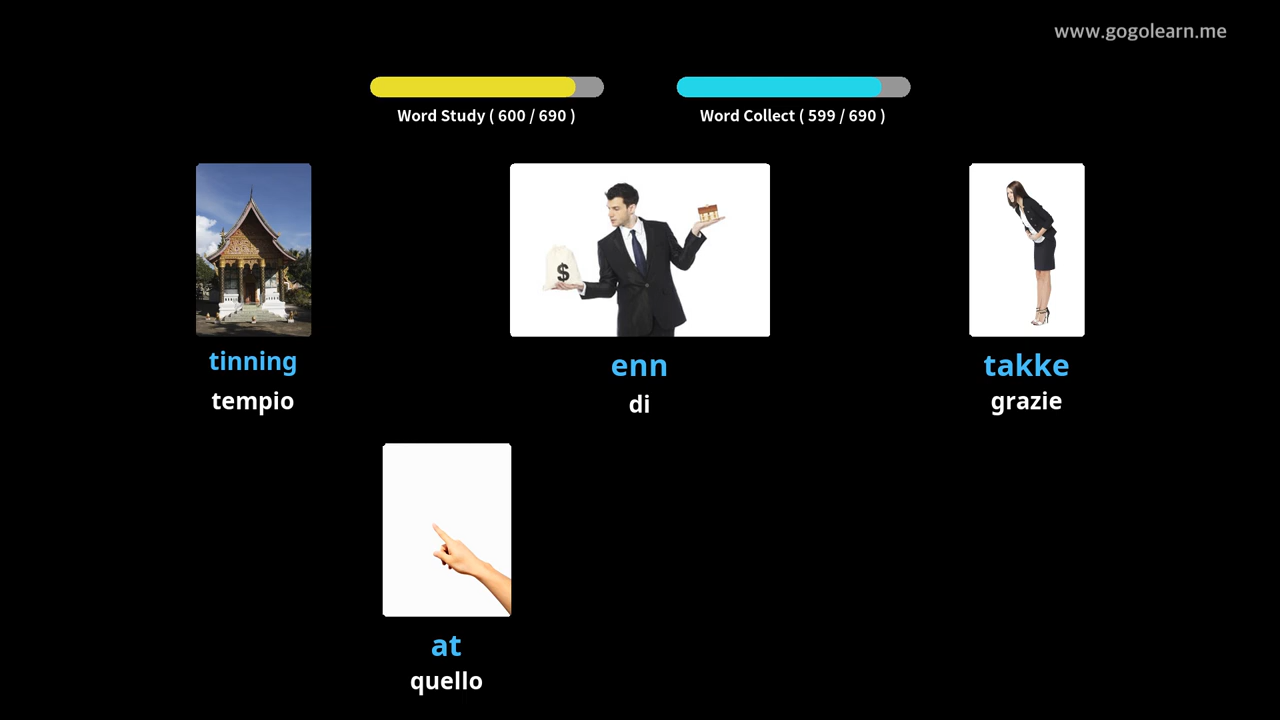 www.gogolearn.me
Word Study ( 600 / 690 )
Word Collect ( 599 / 690 )
$
tinning
tempio
enn
di
takke
grazie
at
quello